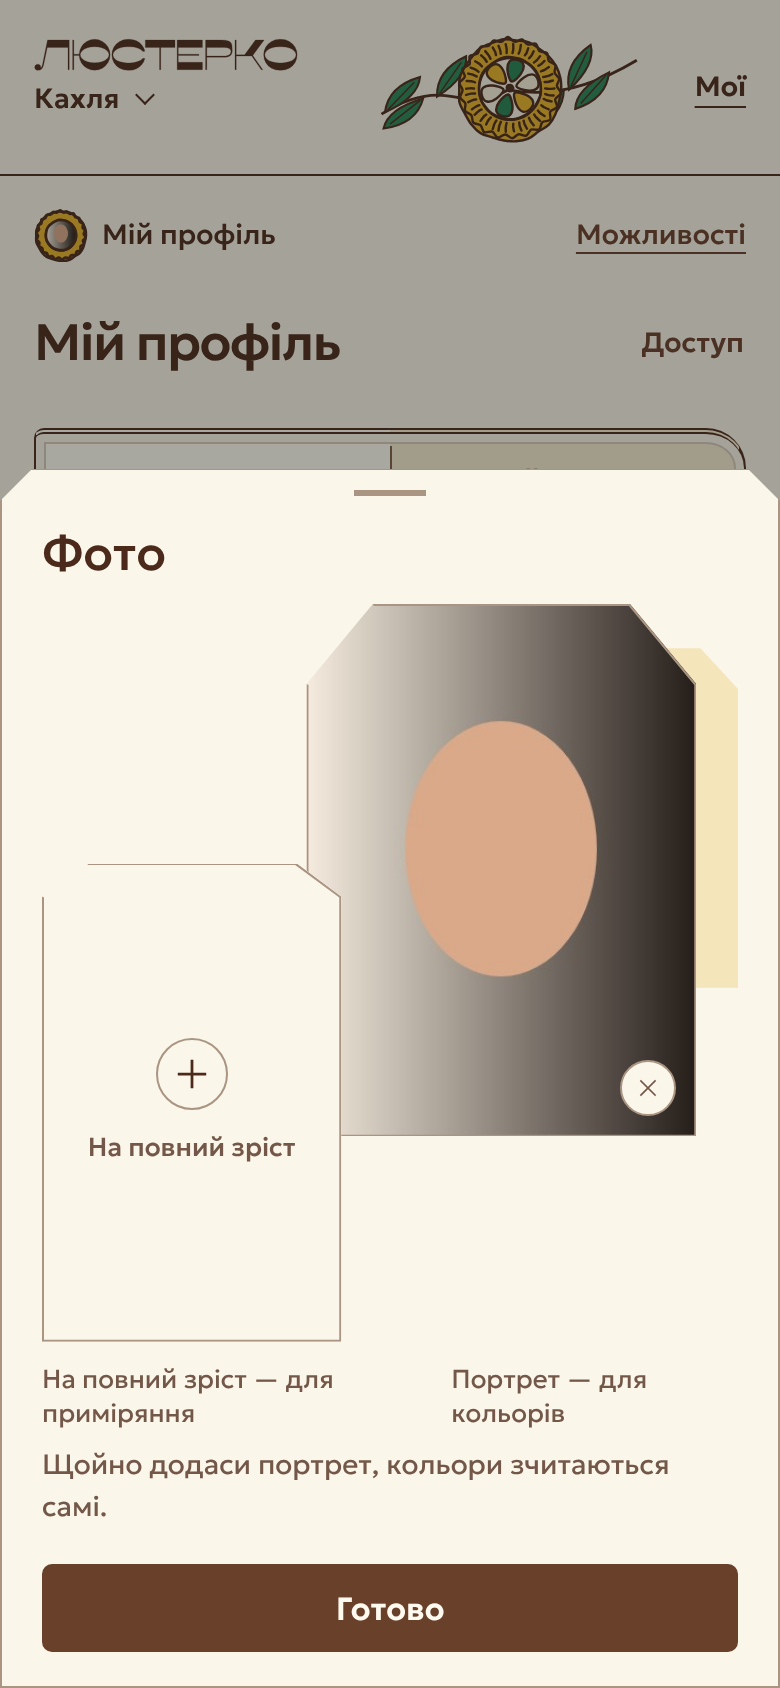 ЛЮСТЕРКО
Кахля
Мої
Мій профіль
Можливості
Мій профіль
Доступ
Фото
На повний зріст
На повний зріст — для
приміряння
Портрет — для
кольорів
Щойно додаси портрет, кольори зчитаються
самі.
Готово